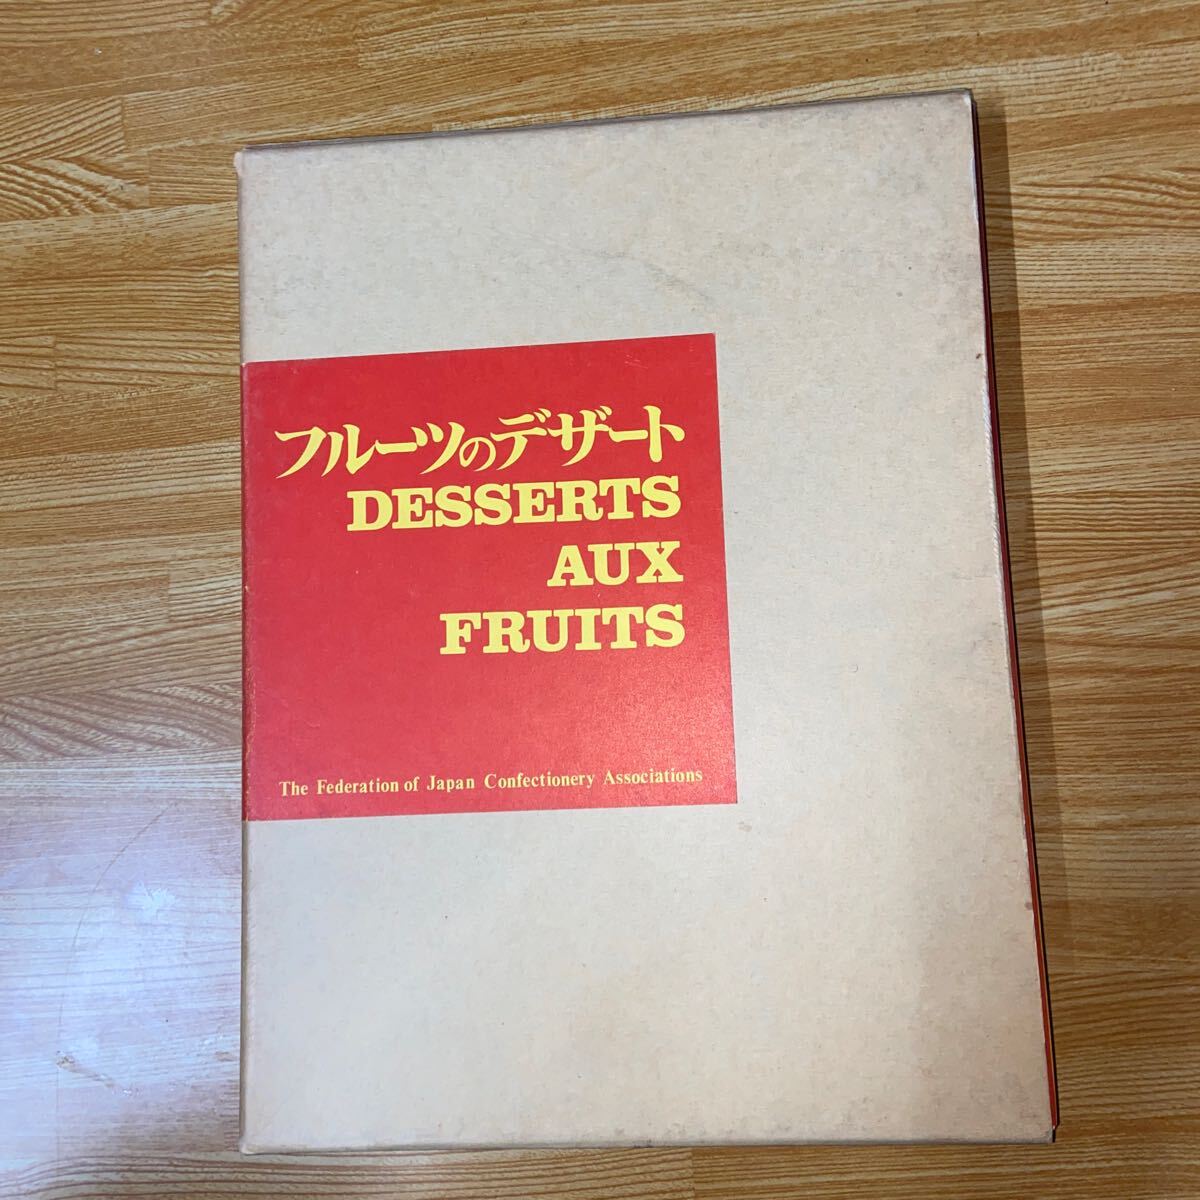 フルーツのデザート
DESSERTS
AUX
FRUITS
The Federation of Japan Confectionery Associations